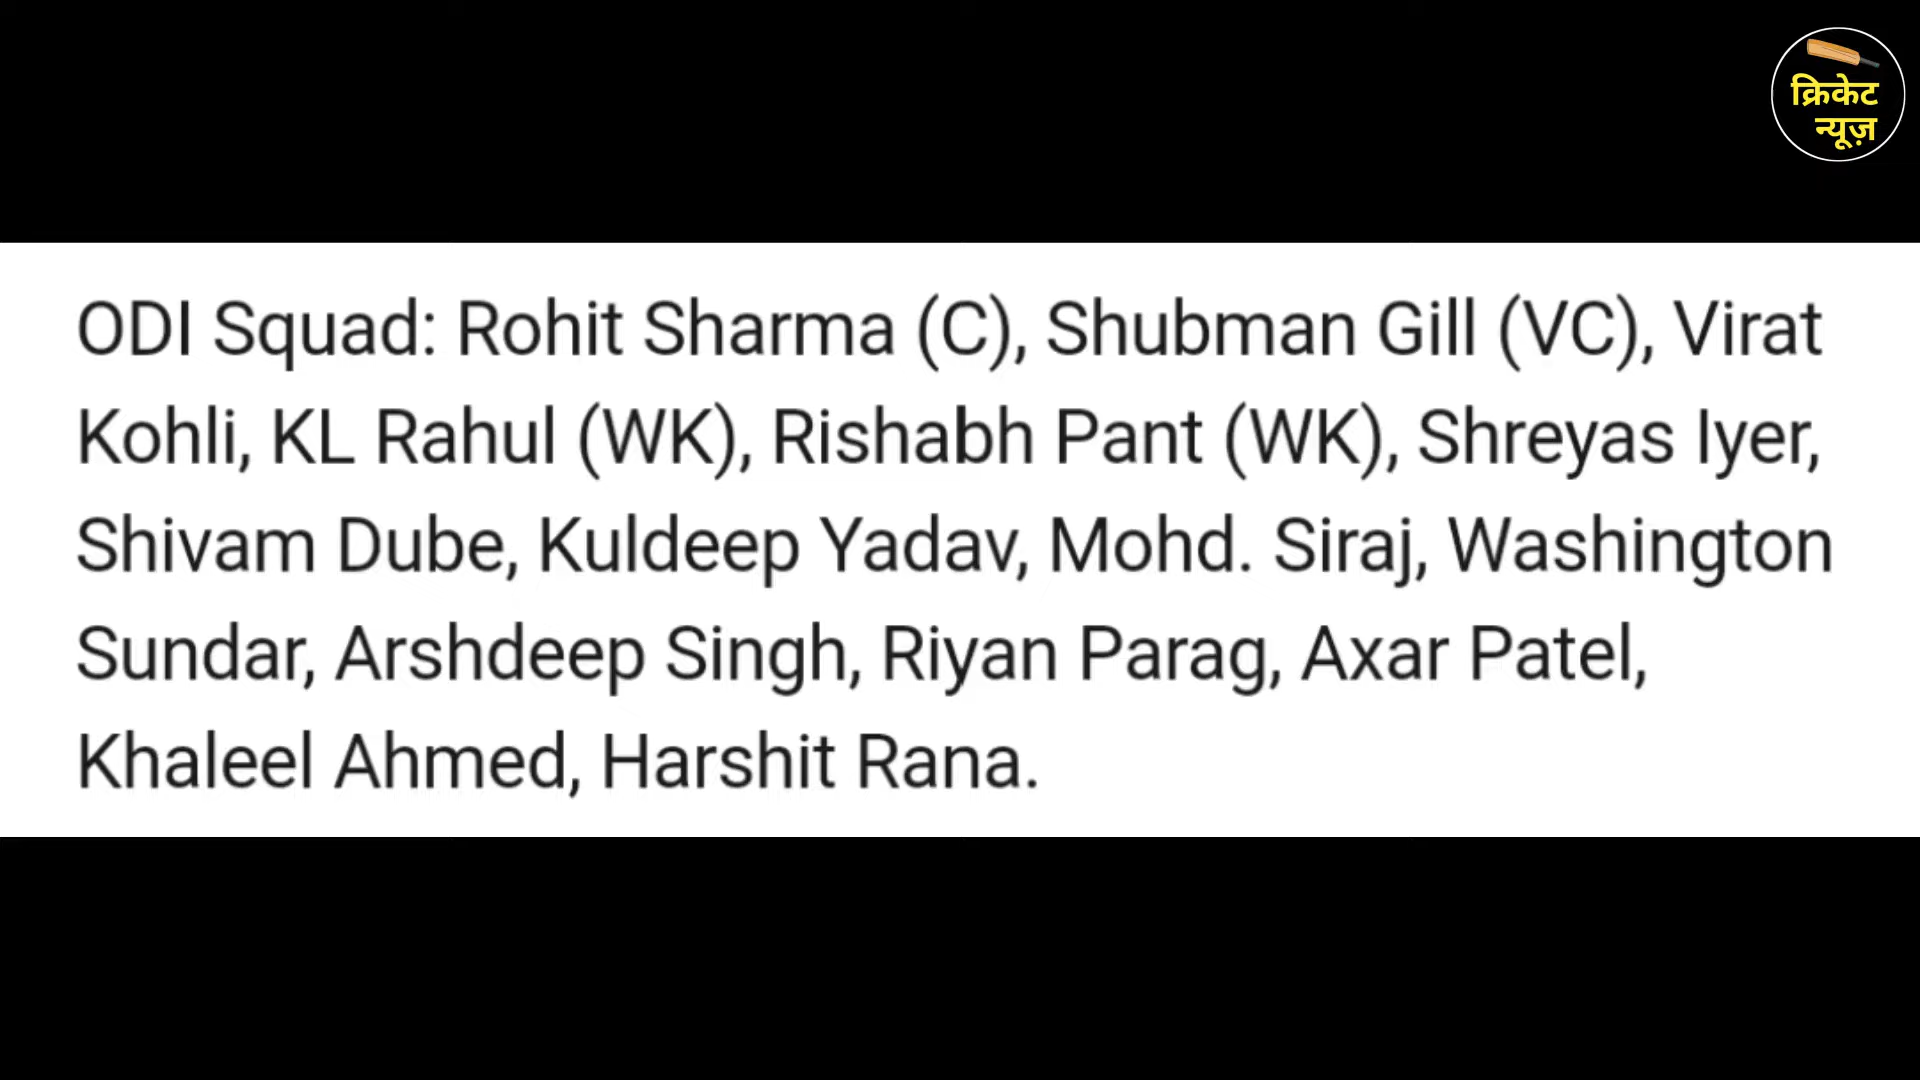 क्रिकेट
न्यूज़
ODI Squad: Rohit Sharma (C), Shubman Gill (VC), Virat
Kohli, KL Rahul (WK), Rishabh Pant (WK), Shreyas Iyer,
Shivam Dube, Kuldeep Yadav, Mohd. Siraj, Washington
Sundar, Arshdeep Singh, Riyan Parag, Axar Patel,
Khaleel Ahmed, Harshit Rana.